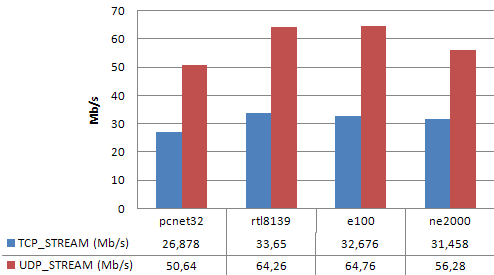 70
60
50
40
30
20
10
0
Mb/s
pcnet32 rtl8139 e100 ne2000
TCP_STREAM (Mb/s) 26,878 33,65 32,676 31,458
UDP_STREAM (Mb/s) 50,64 64,26 64,76 56,28